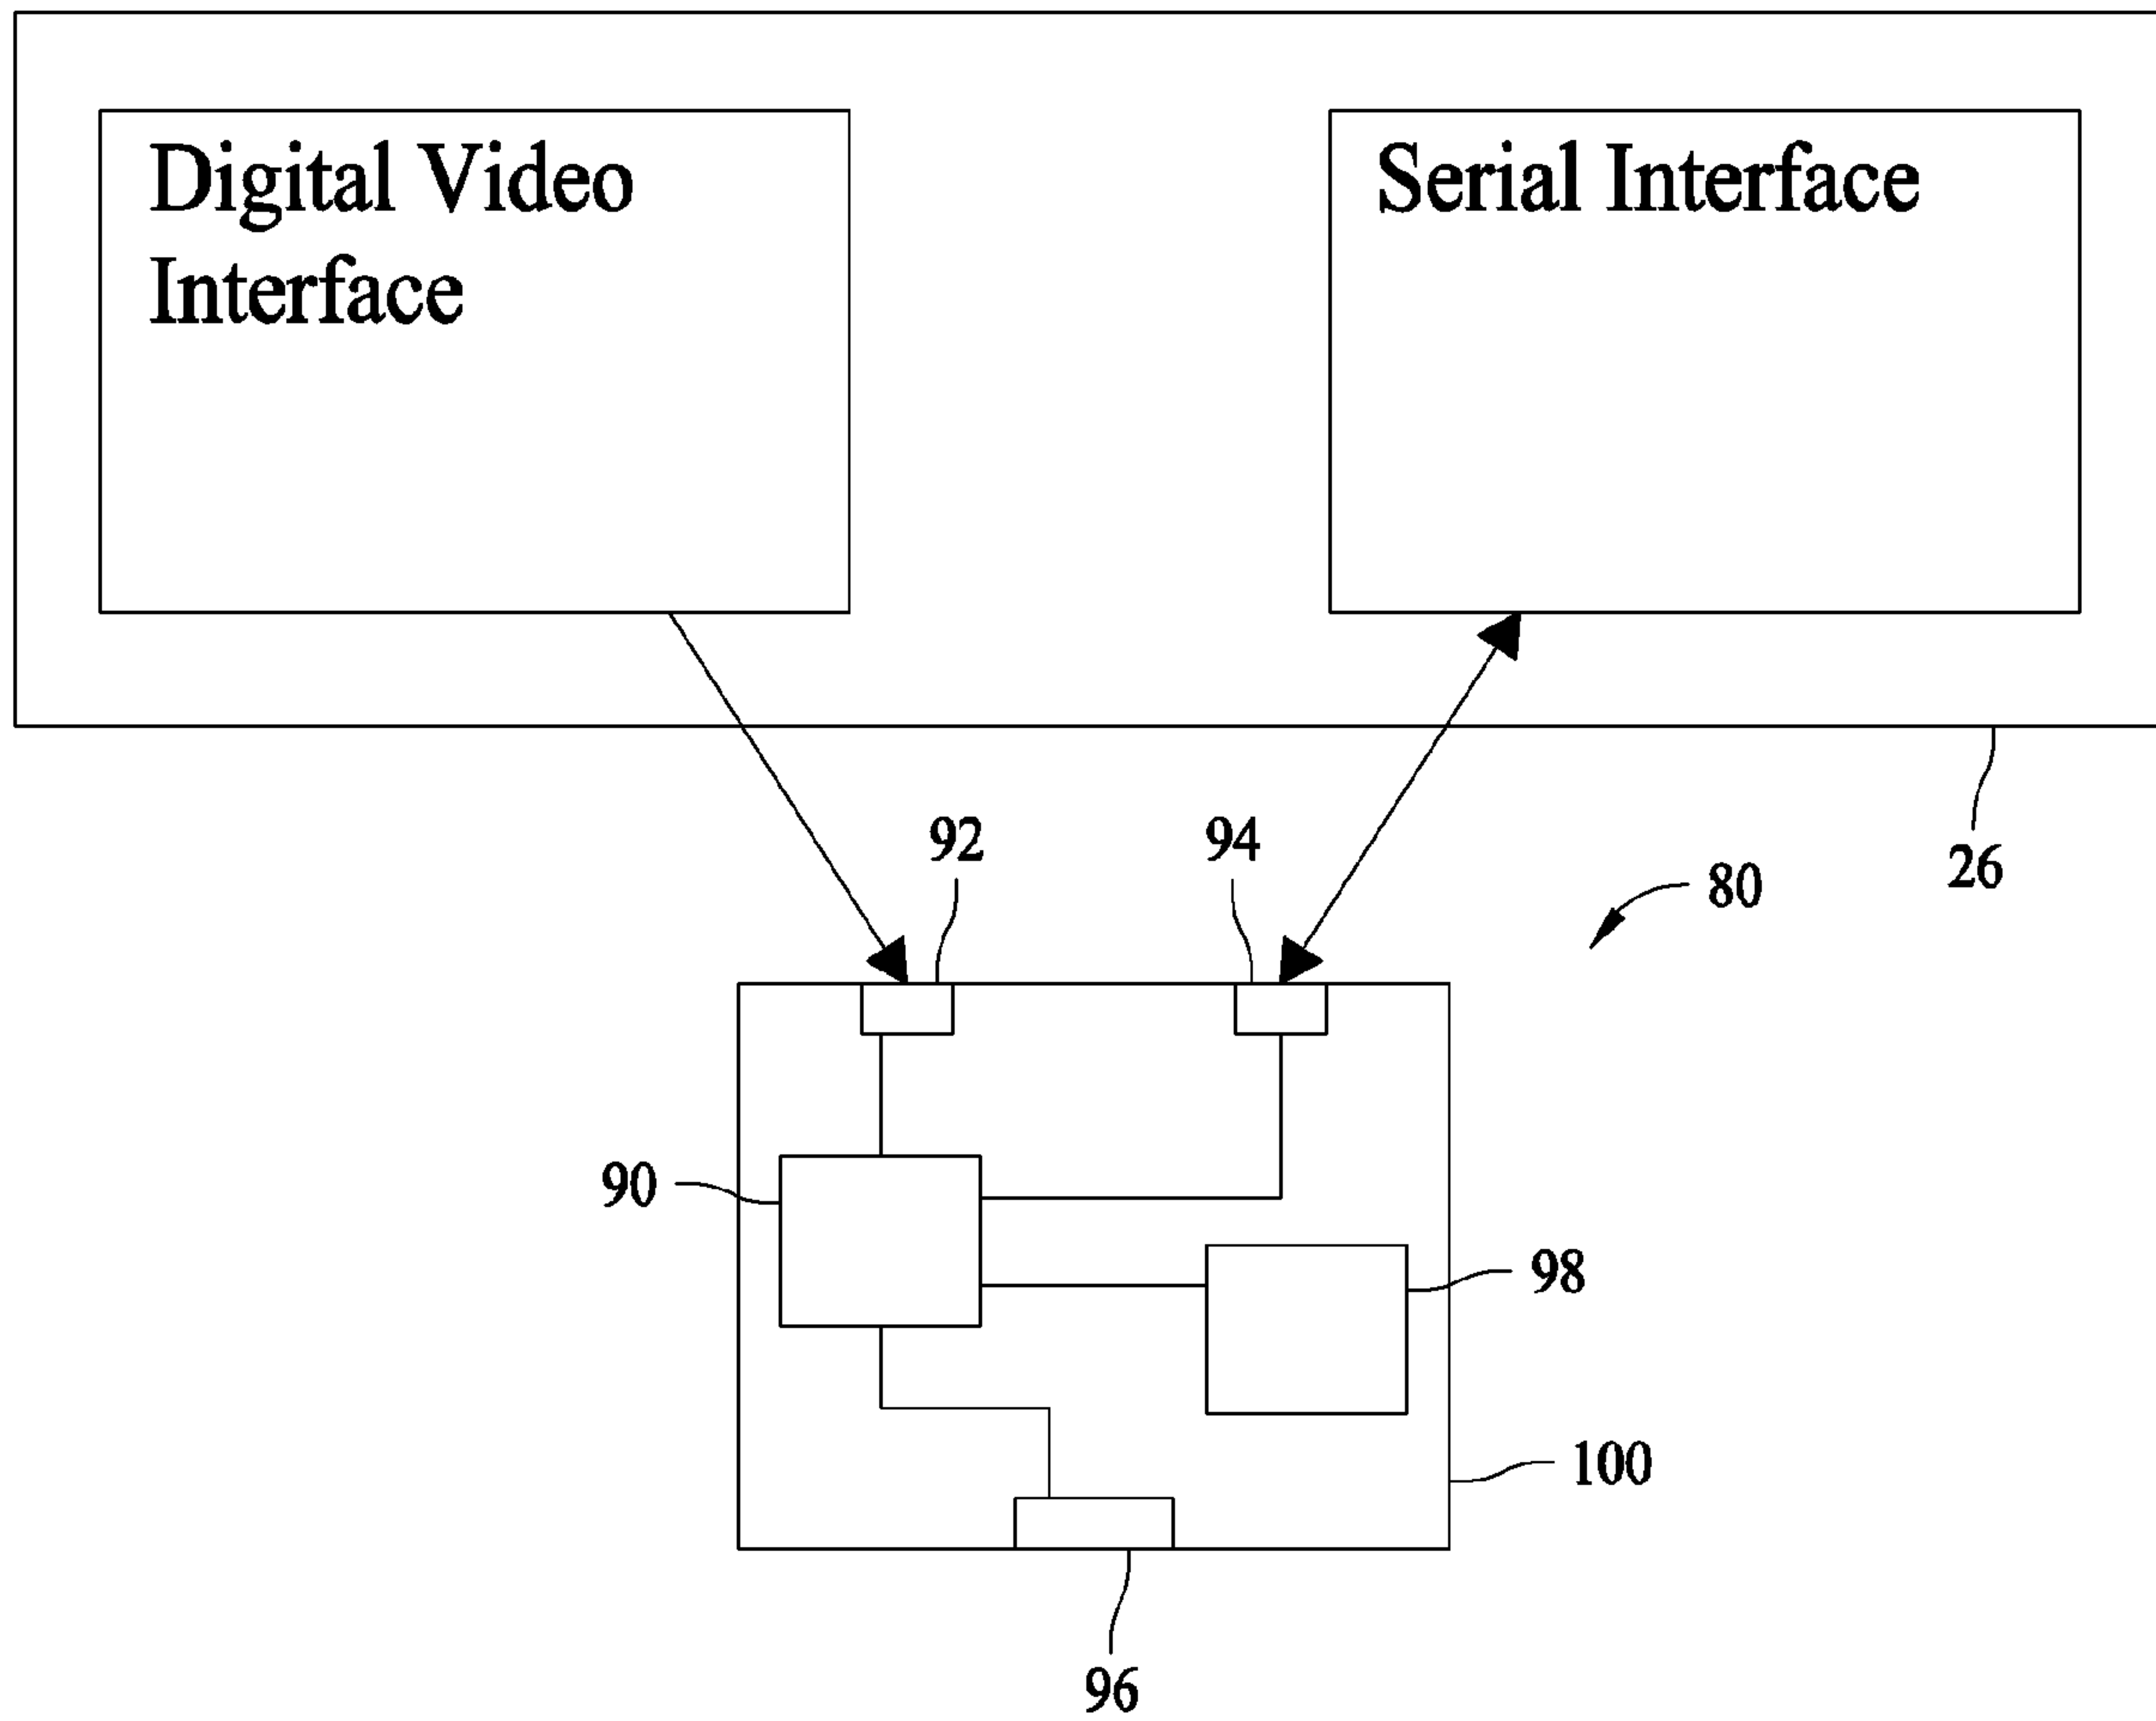 Digital Video
Interface
Serial Interface
92
94
26
80
90
98
100
96